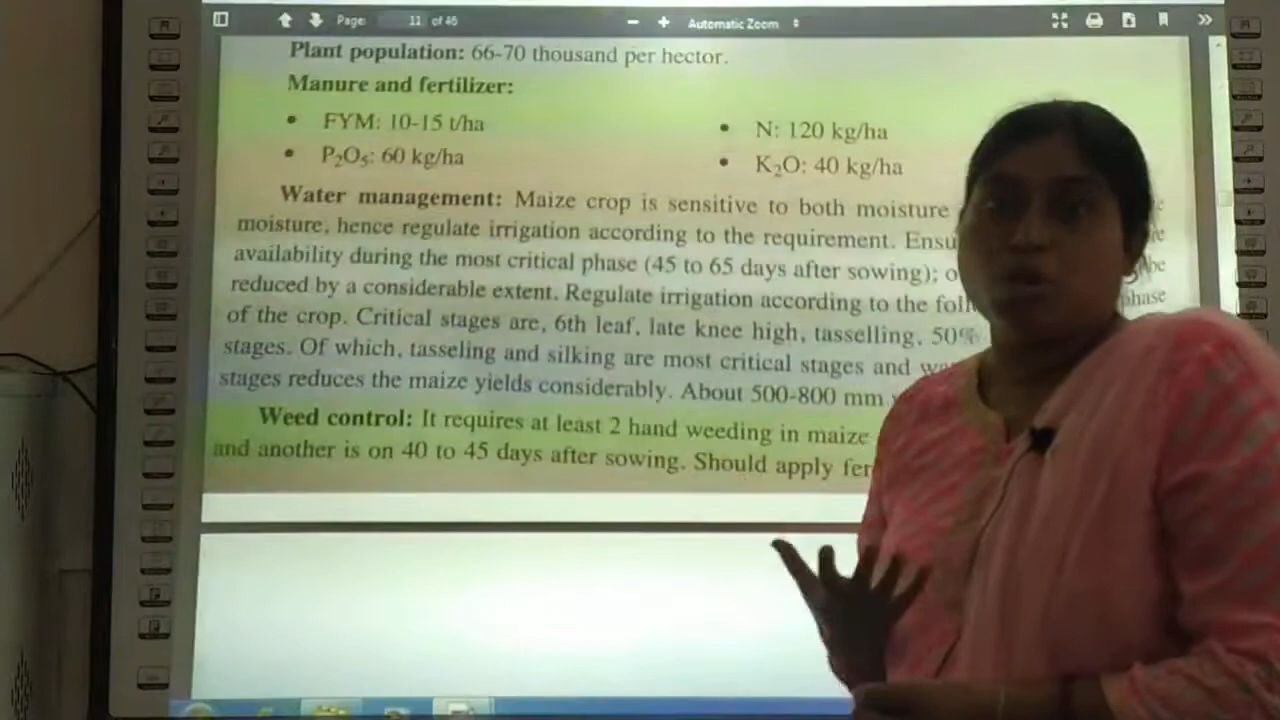 Page: 11 of 46 Automatic Zoom
Plant population: 66-70 thousand per hector.
Manure and fertilizer:
• FYM: 10-15 t/ha • N: 120 kg/ha
• P₂O₅: 60 kg/ha • K₂O: 40 kg/ha
Water management: Maize crop is sensitive to both moisture
moisture, hence regulate irrigation according to the requirement. Ensu
availability during the most critical phase (45 to 65 days after sowing); o be
reduced by a considerable extent. Regulate irrigation according to the foll phase
of the crop. Critical stages are, 6th leaf, late knee high, tasselling, 50%
stages. Of which, tasseling and silking are most critical stages and wa
stages reduces the maize yields considerably. About 500-800 mm
Weed control: It requires at least 2 hand weeding in maize
and another is on 40 to 45 days after sowing. Should apply fer